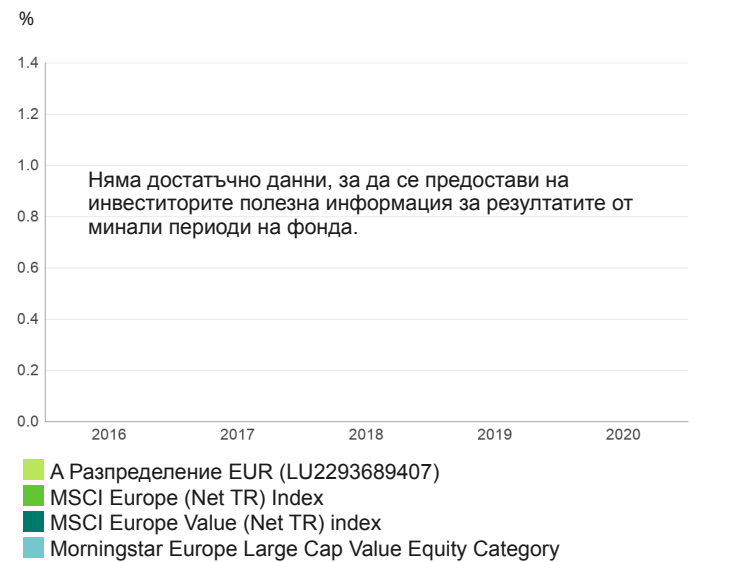 %
1.4
1.2
1.0
Няма достатъчно данни, за да се предостави на
инвеститорите полезна информация за резултатите от
0.8
минали периоди на фонда.
0.6
0.4
0.2
0.0
2016 2017 2018 2019 2020
А Разпределение EUR (LU2293689407)
MSCI Europe (Net TR) Index
MSCI Europe Value (Net TR) index
Morningstar Europe Large Cap Value Equity Category